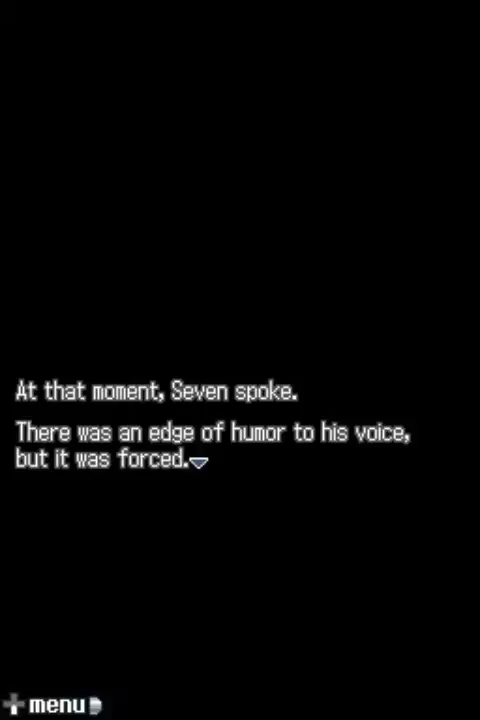 At that moment, Seven spoke.
There was an edge of humor to his voice,
but it was forced.
menu